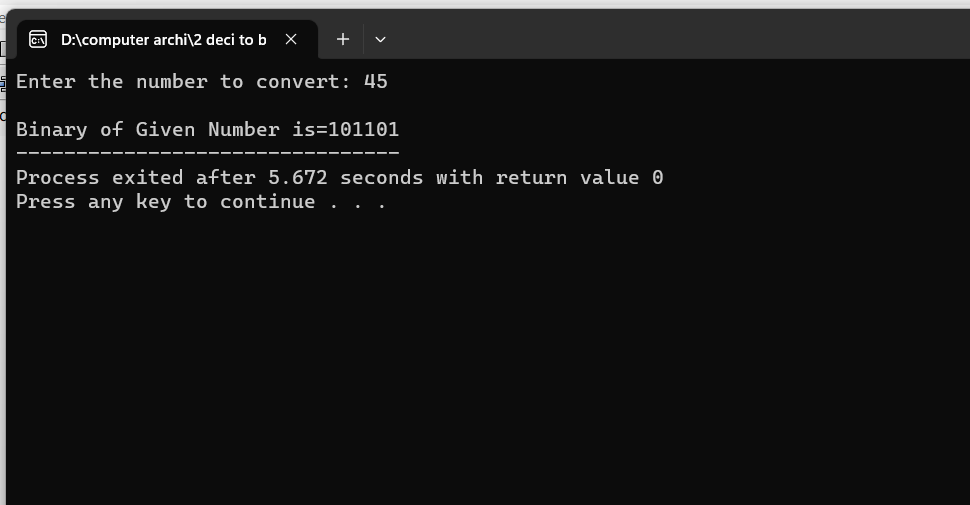 D:\computer archi\2 deci to b
Enter the number to convert: 45
Binary of Given Number is=101101
--------------------------------
Process exited after 5.672 seconds with return value 0
Press any key to continue . . .